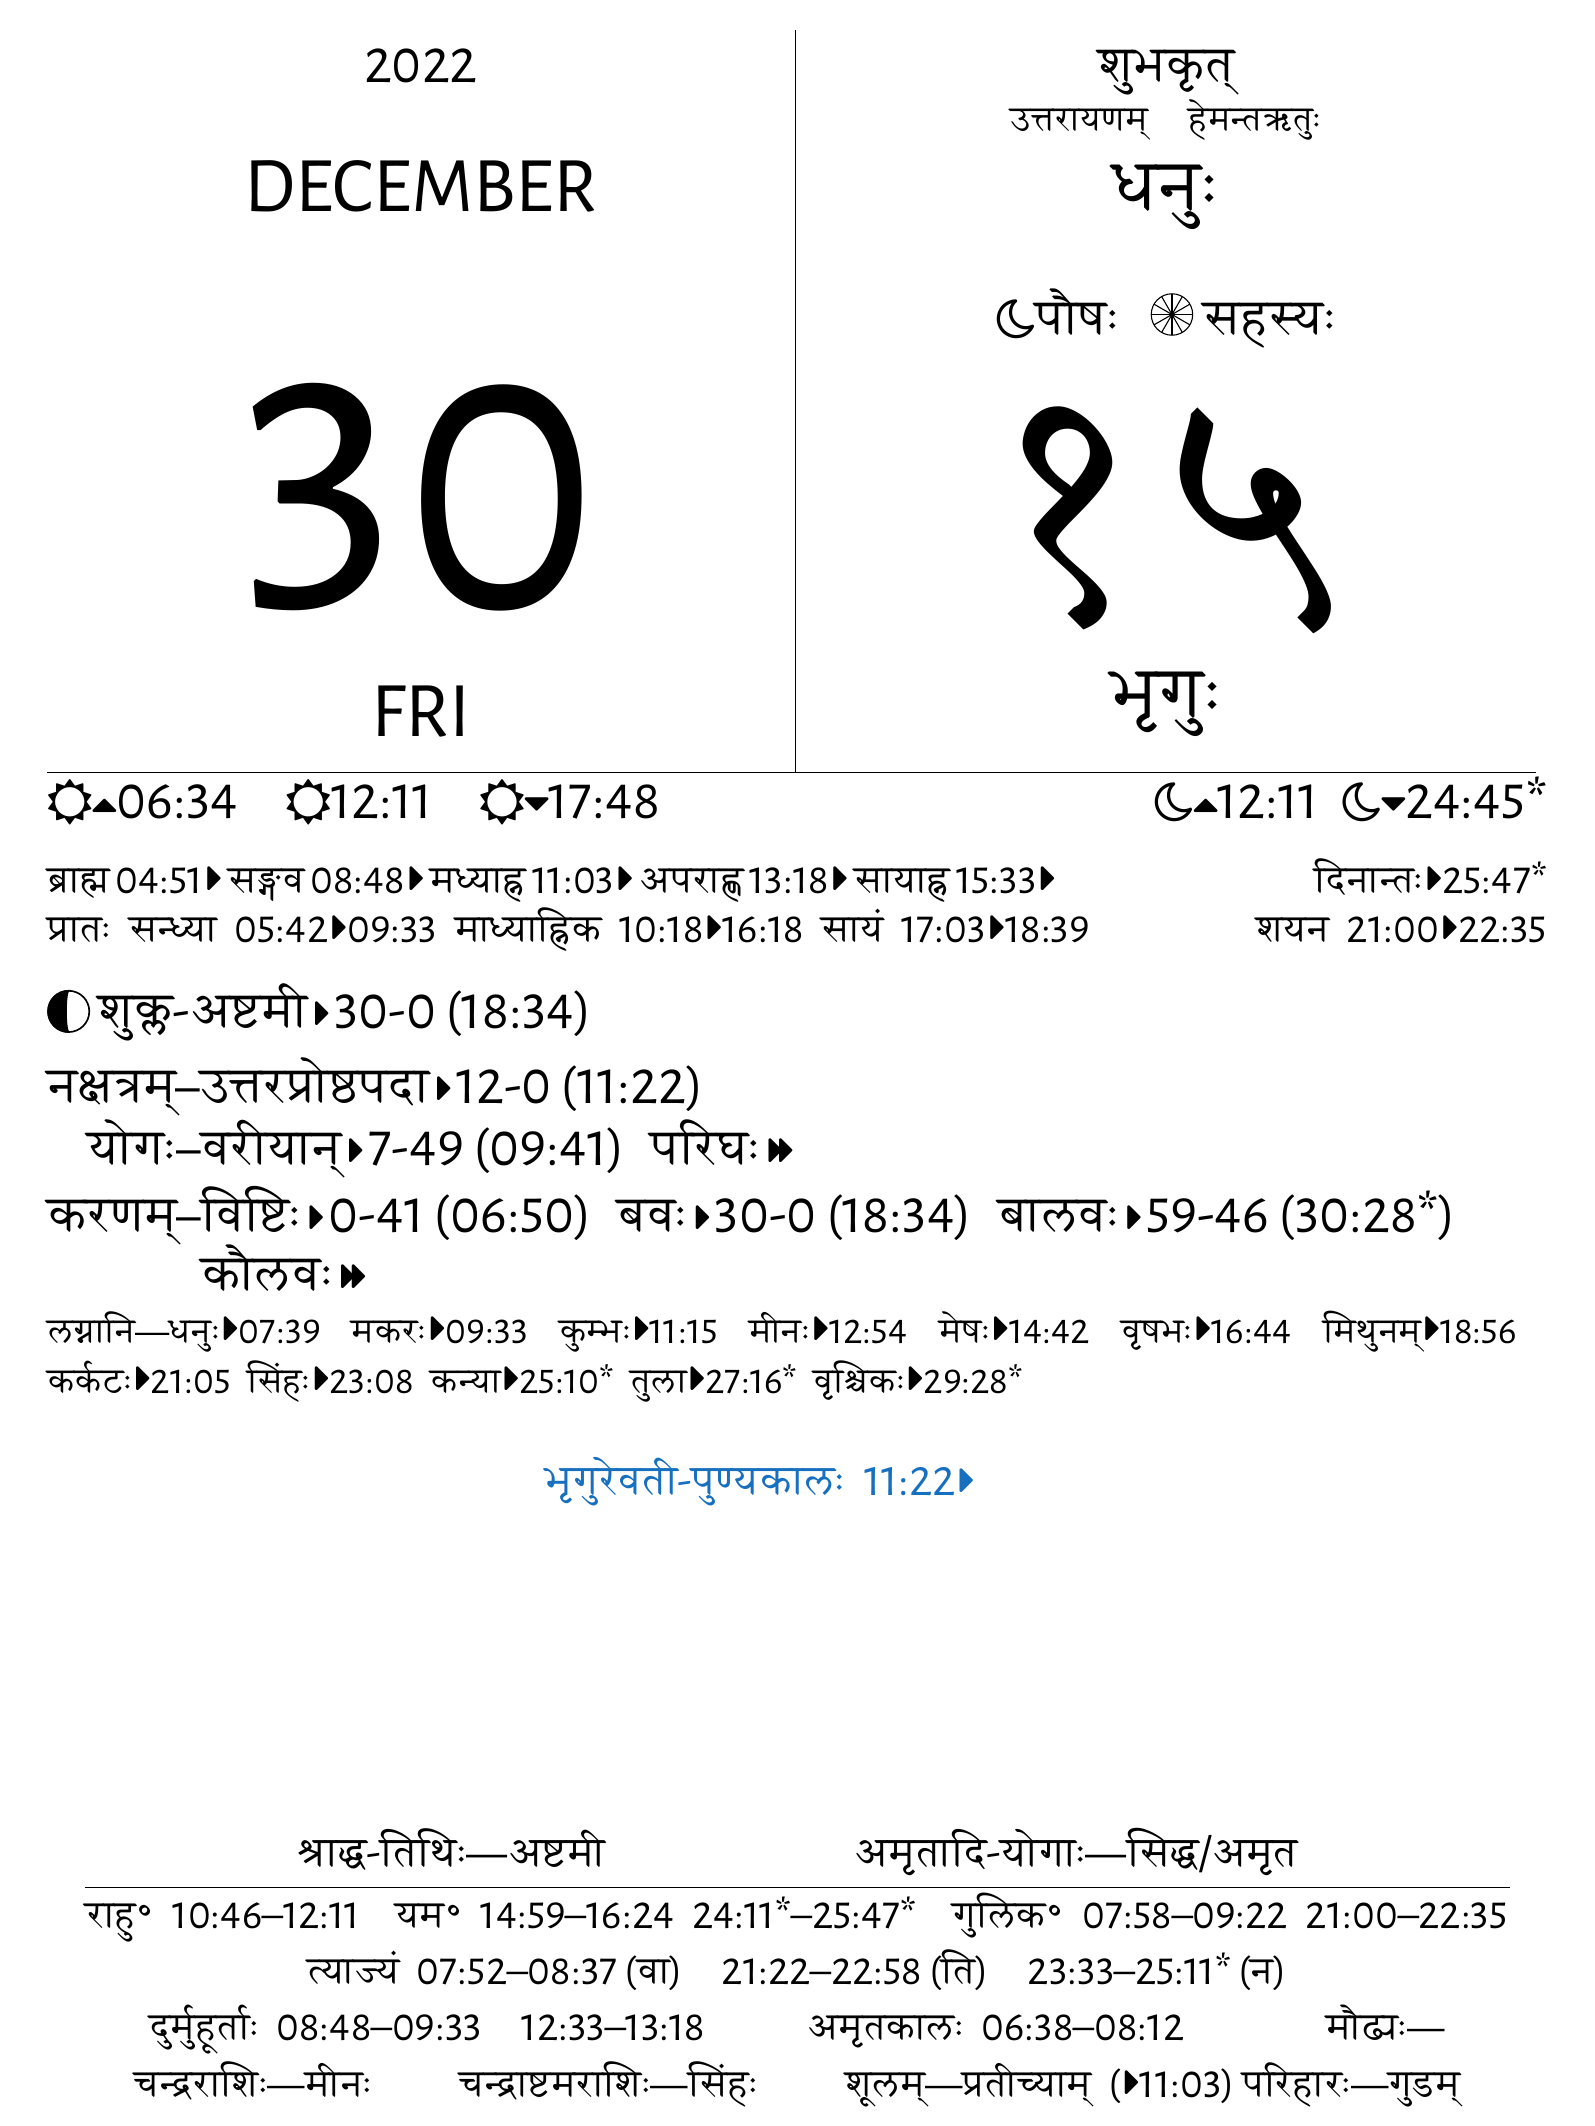 2022
DECEMBER
30
FRI
शुभकृत्
उत्तरायणम् हेमन्तऋतुः
धनुः
पौषः सहस्यः
१५
भृगुः
06:34 12:11 17:48 12:11 24:45*
ब्राह्म 04:51 सङ्गव 08:48 मध्याह्न 11:03 अपराह्ण 13:18 सायाह्न 15:33 दिनान्तः 25:47*
प्रातः सन्ध्या 05:42 09:33 माध्याह्निक 10:18 16:18 सायं 17:03 18:39 शयन 21:00 22:35
शुक्ल-अष्टमी 30-0 (18:34)
नक्षत्रम्–उत्तरप्रोष्ठपदा 12-0 (11:22)
योगः–वरीयान् 7-49 (09:41) परिघः
करणम्–विष्टिः 0-41 (06:50) बवः 30-0 (18:34) बालवः 59-46 (30:28*)
कौलवः
लग्नानि—धनुः 07:39 मकरः 09:33 कुम्भः 11:15 मीनः 12:54 मेषः 14:42 वृषभः 16:44 मिथुनम् 18:56
कर्कटः 21:05 सिंहः 23:08 कन्या 25:10* तुला 27:16* वृश्चिकः 29:28*
भृगुरेवती-पुण्यकालः 11:22
श्राद्ध-तिथिः—अष्टमी अमृतादि-योगाः—सिद्ध/अमृत
राहु॰ 10:46–12:11 यम॰ 14:59–16:24 24:11*–25:47* गुलिक॰ 07:58–09:22 21:00–22:35
त्याज्यं 07:52–08:37 (वा) 21:22–22:58 (ति) 23:33–25:11* (न)
दुर्मुहूर्ताः 08:48–09:33 12:33–13:18 अमृतकालः 06:38–08:12 मौढ्यः—
चन्द्रराशिः—मीनः चन्द्राष्टमराशिः—सिंहः शूलम्—प्रतीच्याम् (11:03) परिहारः—गुडम्